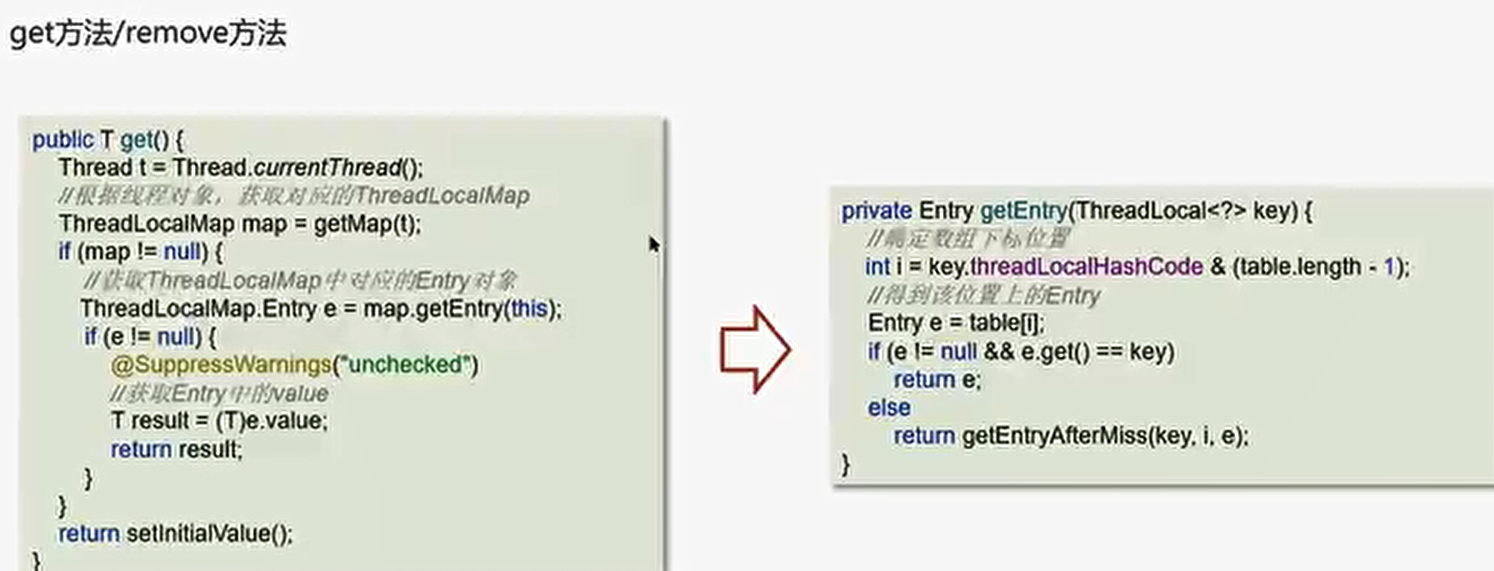 get方法/remove方法
public T get() {
Thread t = Thread.currentThread();
//根据线程对象，获取对应的ThreadLocalMap
ThreadLocalMap map = getMap(t);
if (map != null) {
//获取ThreadLocalMap中对应的Entry对象
ThreadLocalMap.Entry e = map.getEntry(this);
if (e != null) {
@SuppressWarnings("unchecked")
//获取Entry中的value
T result = (T)e.value;
return result;
}
}
return setInitialValue();
}
private Entry getEntry(ThreadLocal<?> key) {
//确定数组下标位置
int i = key.threadLocalHashCode & (table.length - 1);
//得到该位置上的Entry
Entry e = table[i];
if (e != null && e.get() == key)
return e;
else
return getEntryAfterMiss(key, i, e);
}